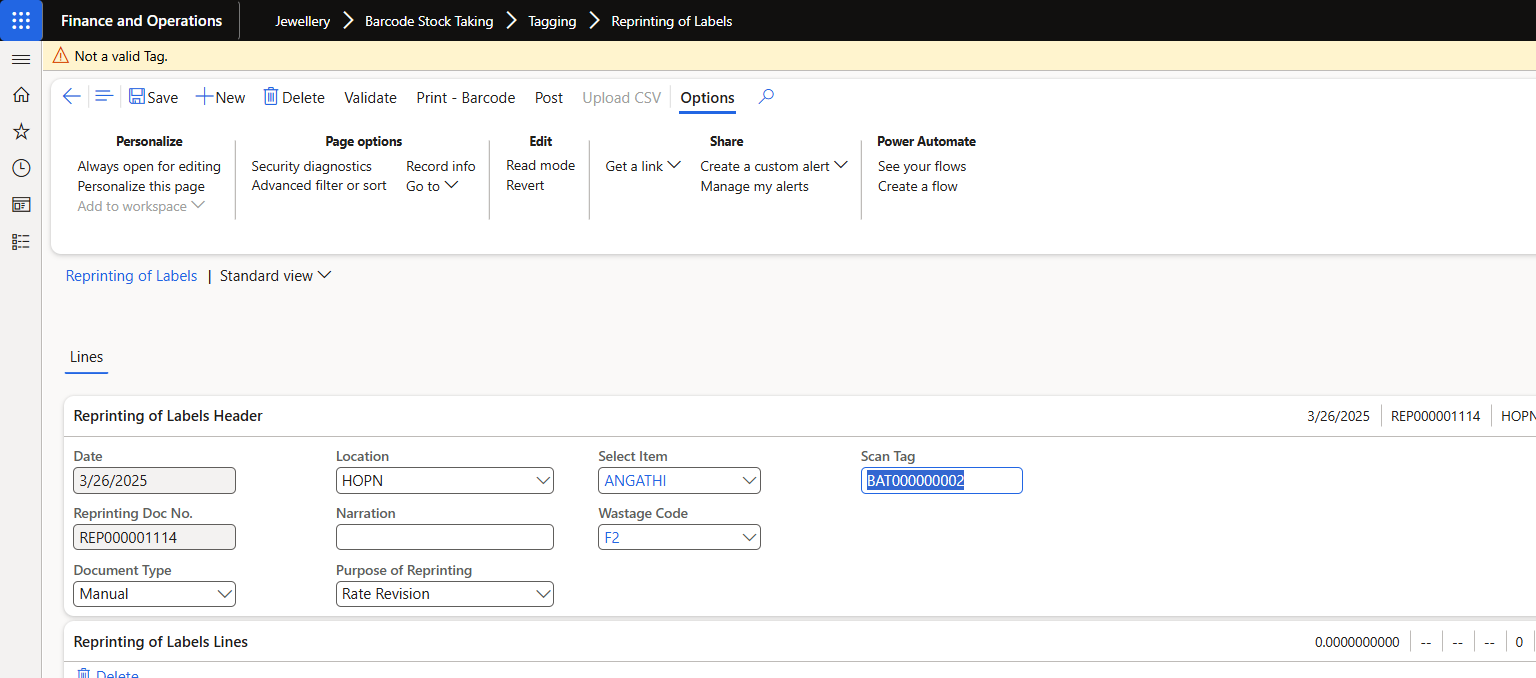 Finance and Operations Jewellery Barcode Stock Taking Tagging Reprinting of Labels
Not a valid Tag.
Save New Delete Validate Print - Barcode Post Upload CSV Options
Personalize Page options Edit Share Power Automate
Always open for editing Security diagnostics Record info Read mode Get a link Create a custom alert See your flows
Personalize this page Advanced filter or sort Go to Revert Manage my alerts Create a flow
Add to workspace
Reprinting of Labels | Standard view
Lines
Reprinting of Labels Header 3/26/2025 REP000001114 HOPN
Date Location Select Item Scan Tag
3/26/2025 HOPN ANGATHI BAT000000002
Reprinting Doc No. Narration Wastage Code
REP000001114 F2
Document Type Purpose of Reprinting
Manual Rate Revision
Reprinting of Labels Lines 0.0000000000 -- -- -- 0
Delete